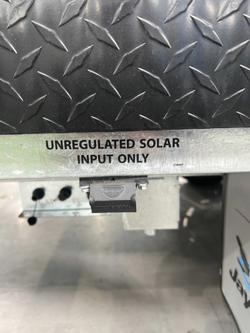 UNREGULATED SOLAR
INPUT ONLY